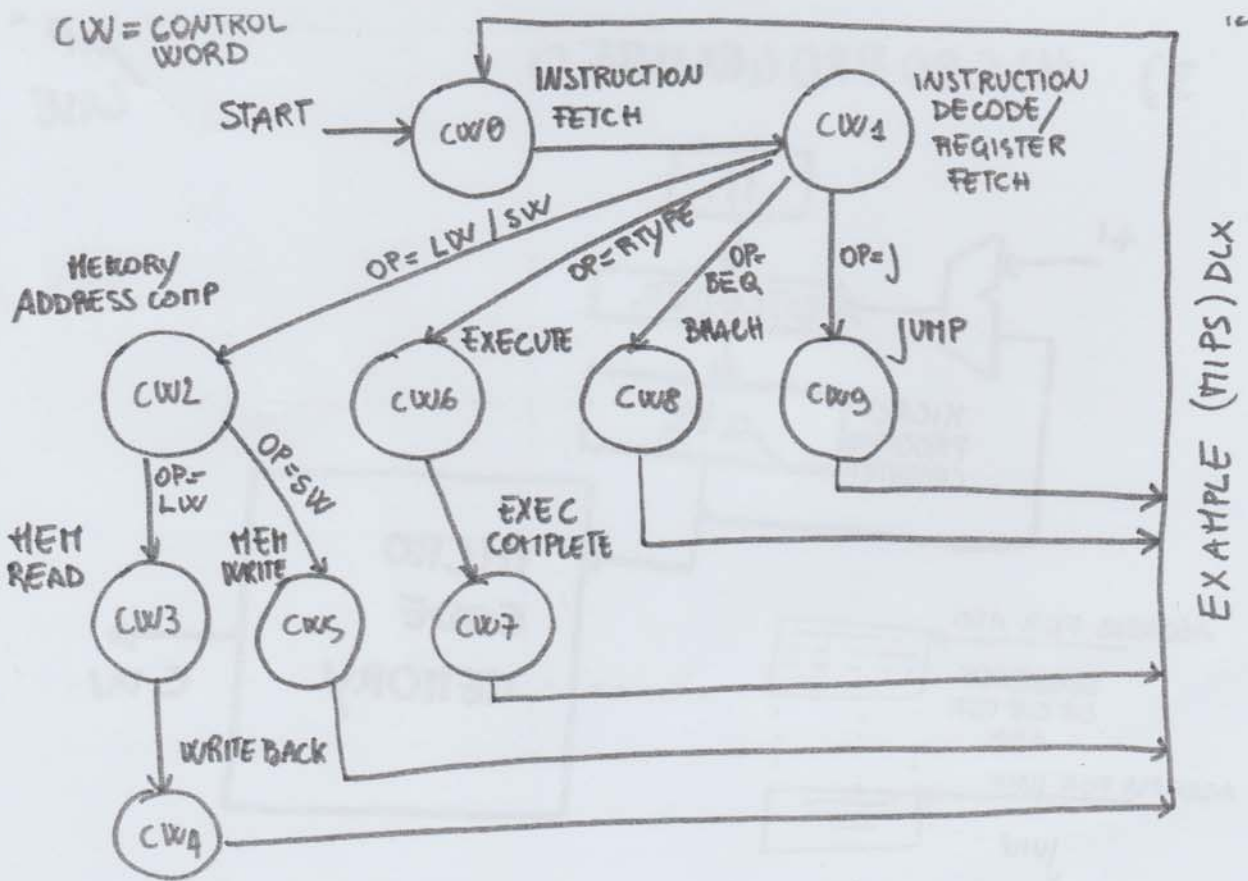 CW = CONTROL
WORD
START
CW0
INSTRUCTION
FETCH
CW1
INSTRUCTION
DECODE/
REGISTER
FETCH
OP=LW/SW
OP=RTYPE
OP=
BEQ
OP=J
MEMORY/
ADDRESS COMP
EXECUTE
BRACH
JUMP
CW2
CW6
CW8
CW9
OP=
LW
OP=SW
MEM
READ
MEM
WRITE
EXEC
COMPLETE
CW3
CW5
CW7
WRITE BACK
CW4
EXAMPLE (MIPS) DLX